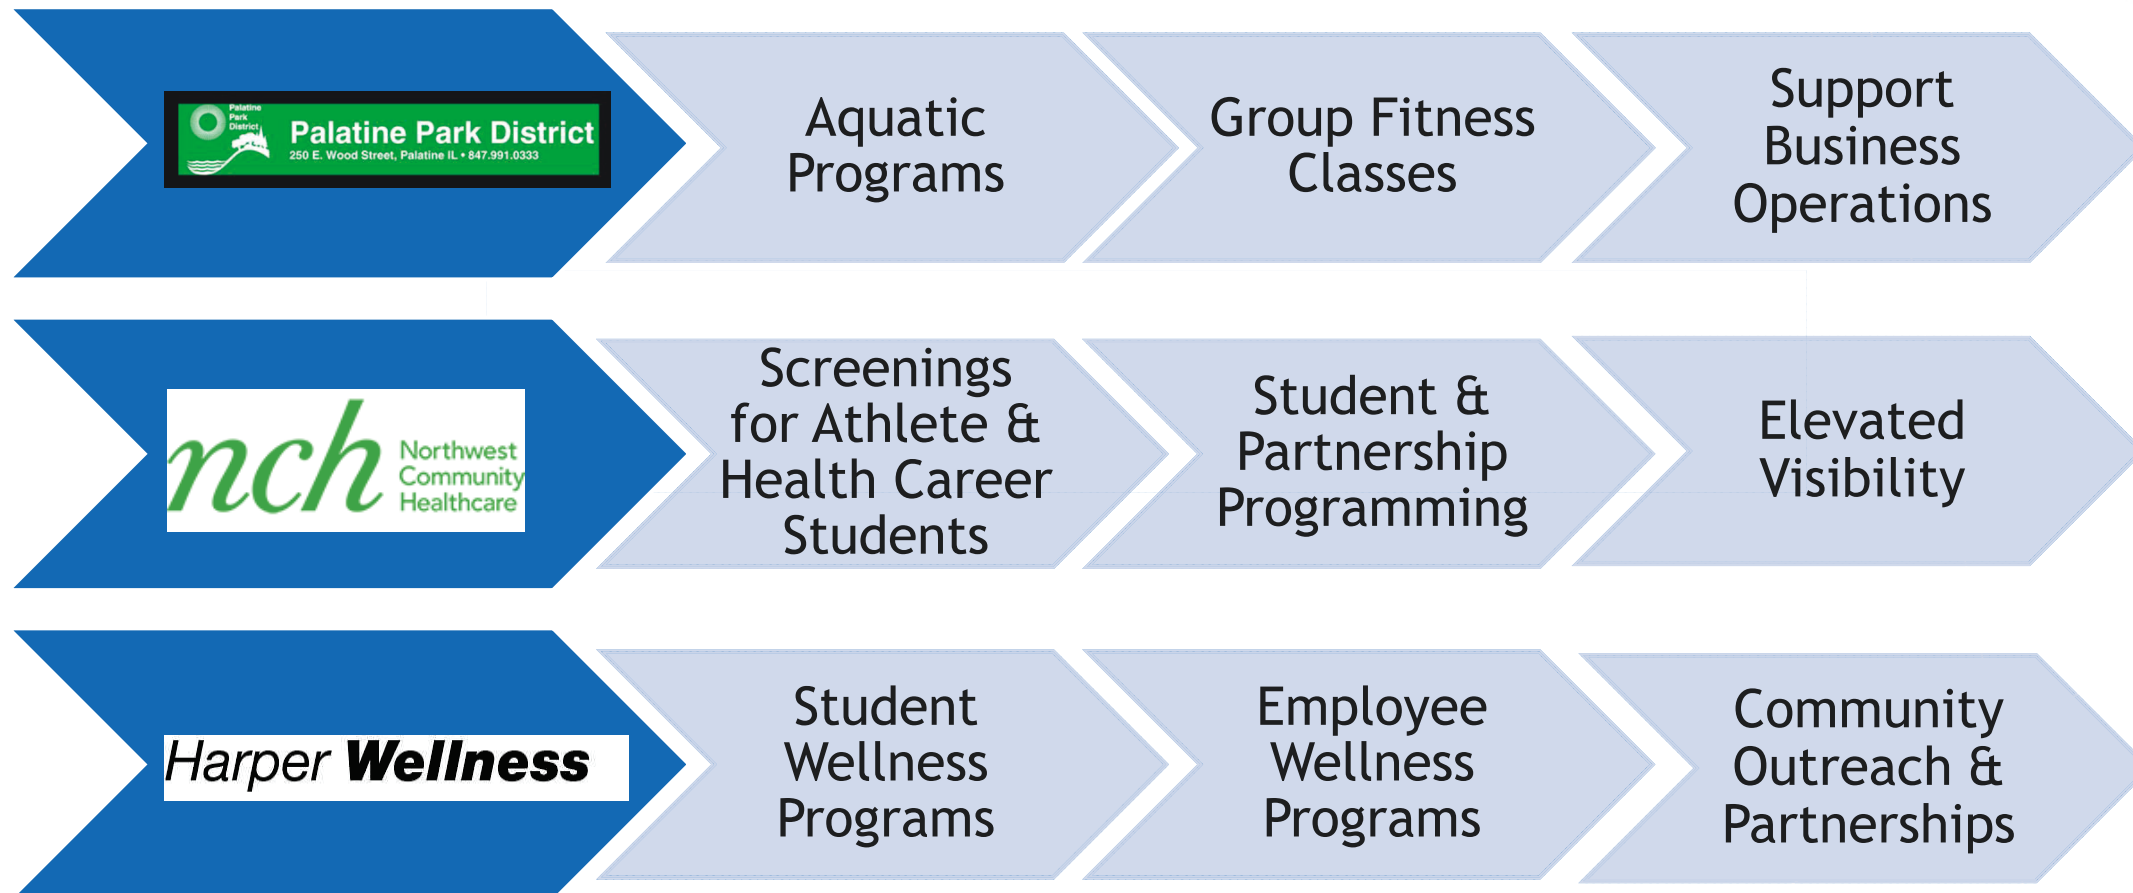 Palatine
Park
District
Palatine Park District
250 E. Wood Street, Palatine IL • 847.991.0333
Aquatic
Programs
Group Fitness
Classes
Support
Business
Operations
nch
Northwest
Community
Healthcare
Screenings
for Athlete &
Health Career
Students
Student &
Partnership
Programming
Elevated
Visibility
Harper Wellness
Student
Wellness
Programs
Employee
Wellness
Programs
Community
Outreach &
Partnerships